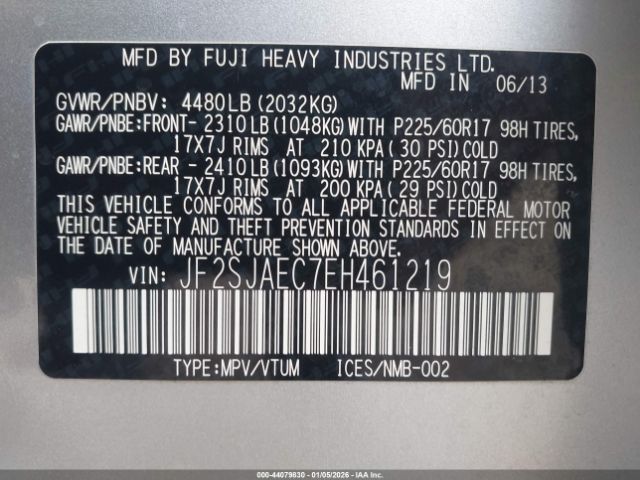 MFD BY FUJI HEAVY INDUSTRIES LTD.
MFD IN 06/13
GVWR/PNBV: 4480LB(2032KG)
GAWR/PNBE:FRONT- 2310LB(1048KG)WITH P225/60R17 98H TIRES,
17X7J RIMS AT 210 KPA(30 PSI)COLD
GAWR/PNBE:REAR - 2410LB(1093KG)WITH P225/60R17 98H TIRES,
17X7J RIMS AT 200 KPA(29 PSI)COLD
THIS VEHICLE CONFORMS TO ALL APPLICABLE FEDERAL MOTOR
VEHICLE SAFETY AND THEFT PREVENTION STANDARDS IN EFFECT
ON THE DATE OF MANUFACTURE SHOWN ABOVE.
VIN: JF2SJAEC7EH461219
TYPE:MPV/VTUM ICES/NMB-002
000-44079830 - 01/05/2026 - IAA Inc.